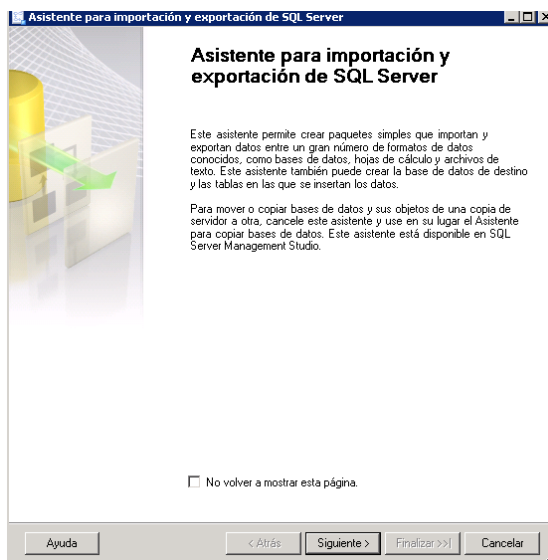 Asistente para importación y exportación de SQL Server
Asistente para importación y
exportación de SQL Server
Este asistente permite crear paquetes simples que importan y
exportan datos entre un gran número de formatos de datos
conocidos, como bases de datos, hojas de cálculo y archivos de
texto. Este asistente también puede crear la base de datos de destino
y las tablas en las que se insertan los datos.
Para mover o copiar bases de datos y sus objetos de una copia de
servidor a otra, cancele este asistente y use en su lugar el Asistente
para copiar bases de datos. Este asistente está disponible en SQL
Server Management Studio.
No volver a mostrar esta página.
Ayuda
< Atrás
Siguiente >
Finalizar >>|
Cancelar